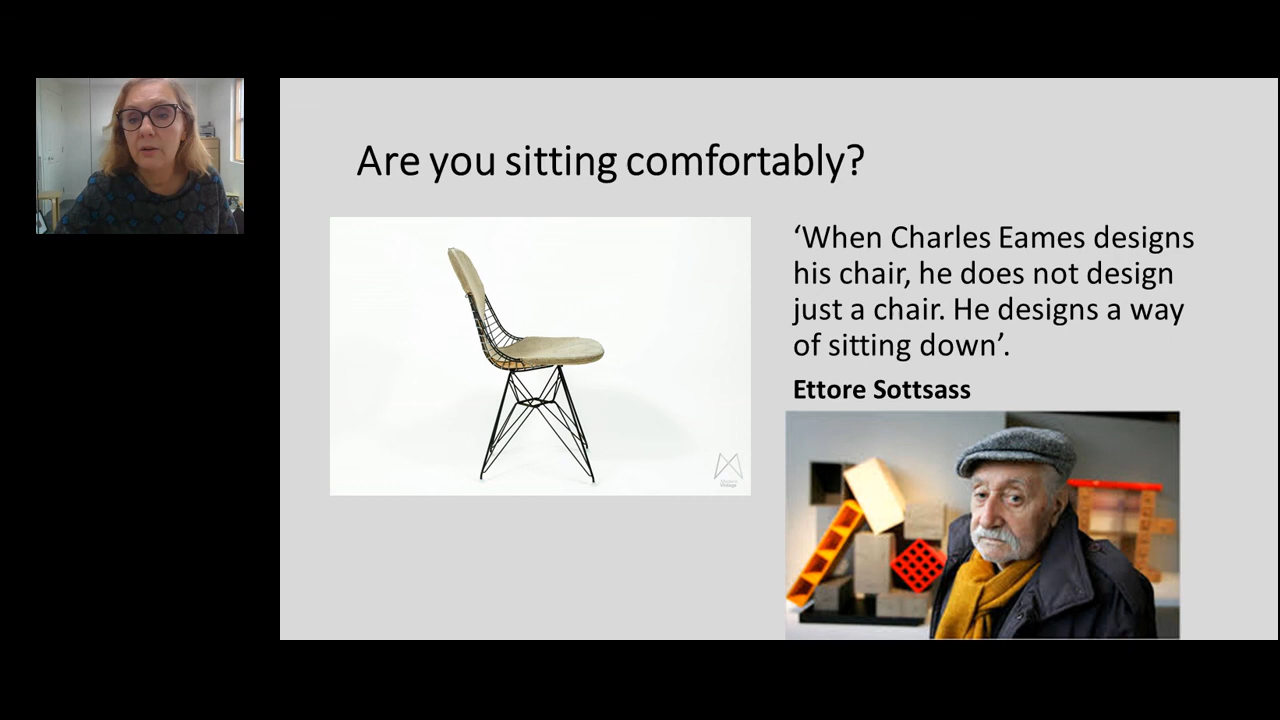 Are you sitting comfortably?
‘When Charles Eames designs
his chair, he does not design
just a chair. He designs a way
of sitting down’.
Ettore Sottsass